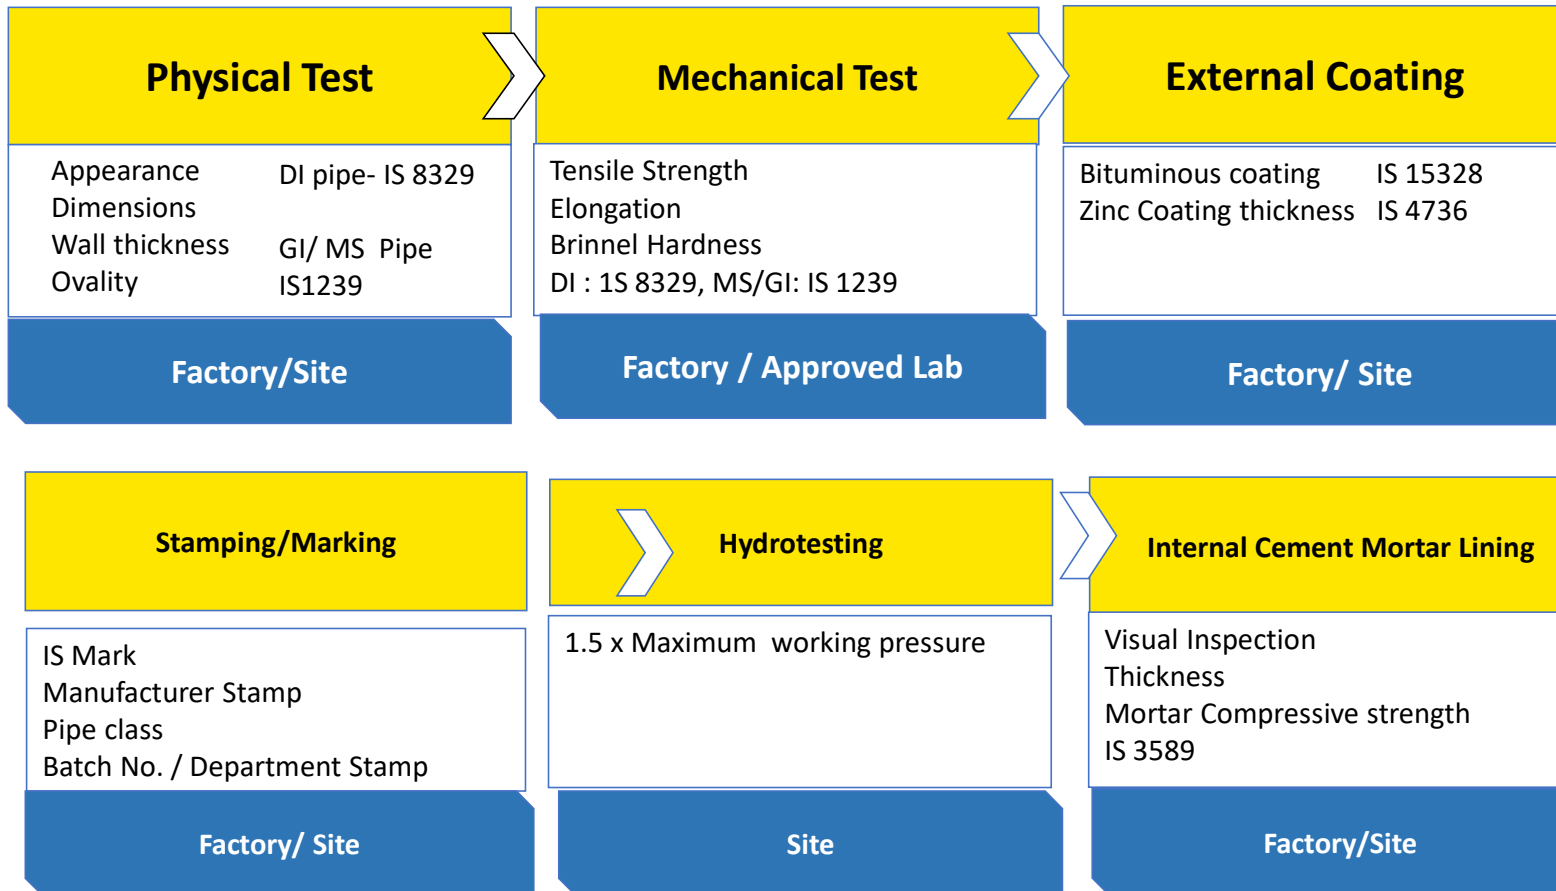 Physical Test
Appearance
Dimensions
Wall thickness
Ovality
DI pipe- IS 8329
GI/ MS Pipe
IS1239
Factory/Site
Mechanical Test
Tensile Strength
Elongation
Brinnel Hardness
DI : 1S 8329, MS/GI: IS 1239
Factory / Approved Lab
External Coating
Bituminous coating IS 15328
Zinc Coating thickness IS 4736
Factory/ Site
Stamping/Marking
IS Mark
Manufacturer Stamp
Pipe class
Batch No. / Department Stamp
Factory/ Site
Hydrotesting
1.5 x Maximum working pressure
Site
Internal Cement Mortar Lining
Visual Inspection
Thickness
Mortar Compressive strength
IS 3589
Factory/Site